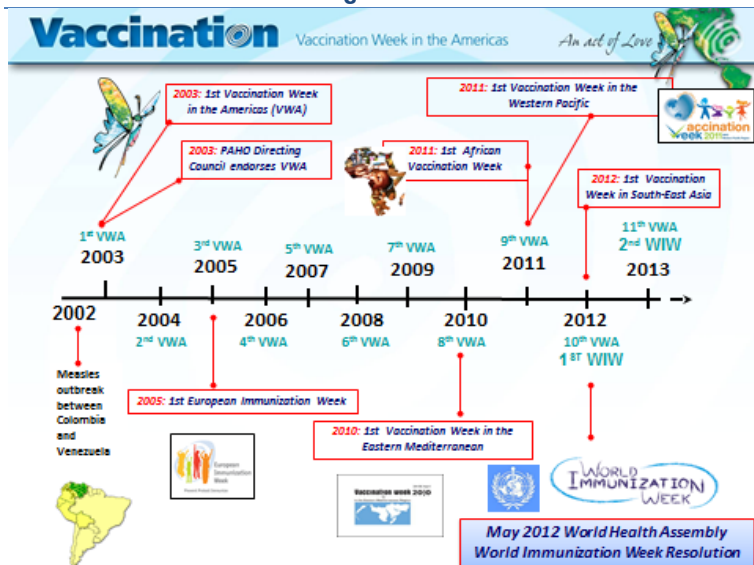 Vaccination Vaccination Week in the Americas An act of Love
2003: 1st Vaccination Week
in the Americas (VWA)
2003: PAHO Directing
Council endorses VWA
2011: 1st African
Vaccination Week
2011: 1st Vaccination Week in the
Western Pacific
accination
eek 2011
2012: 1st Vaccination
Week in South-East Asia
1st VWA
2003
3rd VWA
2005
5th VWA
2007
7th VWA
2009
9th VWA
2011
11th VWA
2nd WIW
2013
2002
2004
2nd VWA
2006
4th VWA
2008
6th VWA
2010
8th VWA
2012
10th VWA
1ST WIW
Measles
outbreak
between
Colombia
and
Venezuela
2005: 1st European Immunization Week
European
Immunization
Week
2010: 1st Vaccination Week in the
Eastern Mediterranean
Vaccination week 2010
WORLD
IMMUNIZATION
WEEK
May 2012 World Health Assembly
World Immunization Week Resolution